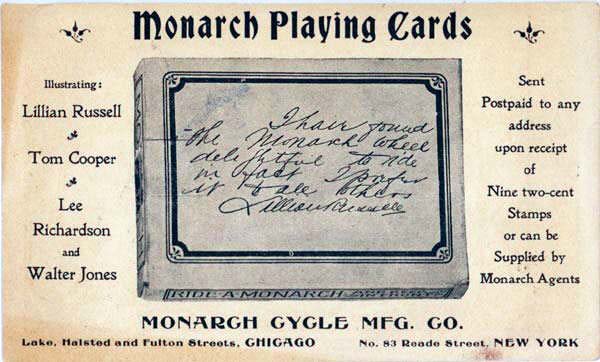 Monarch Playing Cards
Illustrating:
Lillian Russell
Tom Cooper
Lee
Richardson
and
Walter Jones
I have found
the Monarch wheel
delightful to ride
in fact I prefer
it to all others
Lillian Russell
RIDE A MONARCH
Sent
Postpaid to any
address
upon receipt
of
Nine two-cent
Stamps
or can be
Supplied by
Monarch Agents
MONARCH CYCLE MFG. CO.
Lake, Halsted and Fulton Streets, CHICAGO
No. 83 Reade Street, NEW YORK